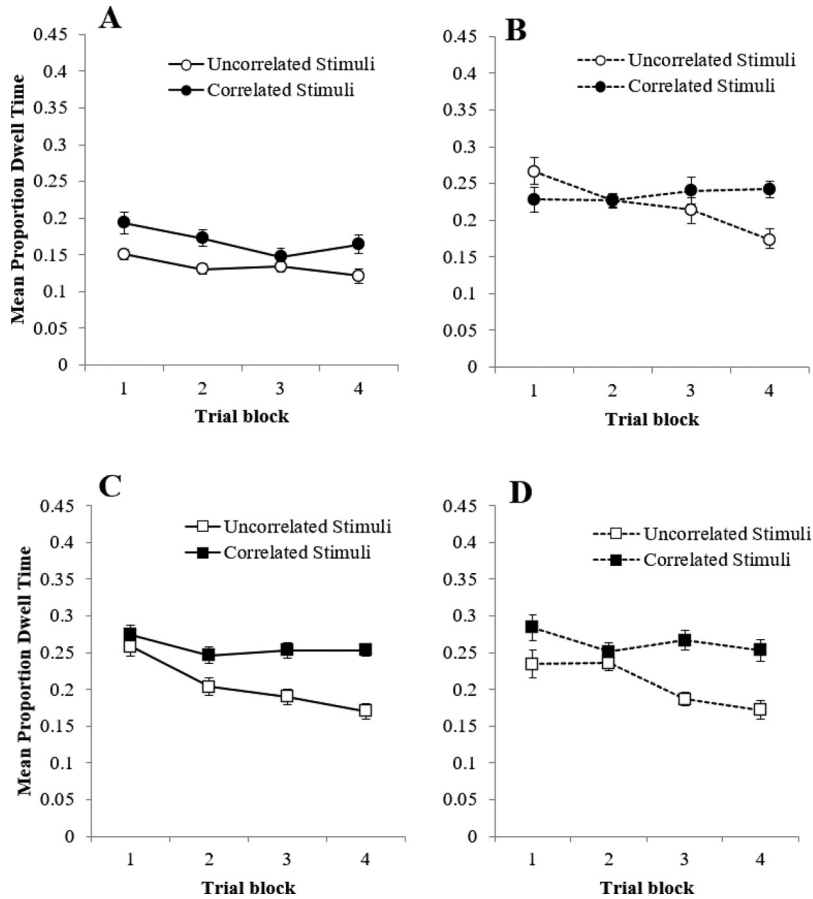 A
Mean Proportion Dwell Time
0.45
0.4
0.35
0.3
0.25
0.2
0.15
0.1
0.05
0
Uncorrelated Stimuli
Correlated Stimuli
1 2 3 4
Trial block
B
0.45
0.4
0.35
0.3
0.25
0.2
0.15
0.1
0.05
0
Uncorrelated Stimuli
Correlated Stimuli
1 2 3 4
Trial block
C
Mean Proportion Dwell Time
0.45
0.4
0.35
0.3
0.25
0.2
0.15
0.1
0.05
0
Uncorrelated Stimuli
Correlated Stimuli
1 2 3 4
Trial block
D
0.45
0.4
0.35
0.3
0.25
0.2
0.15
0.1
0.05
0
Uncorrelated Stimuli
Correlated Stimuli
1 2 3 4
Trial block